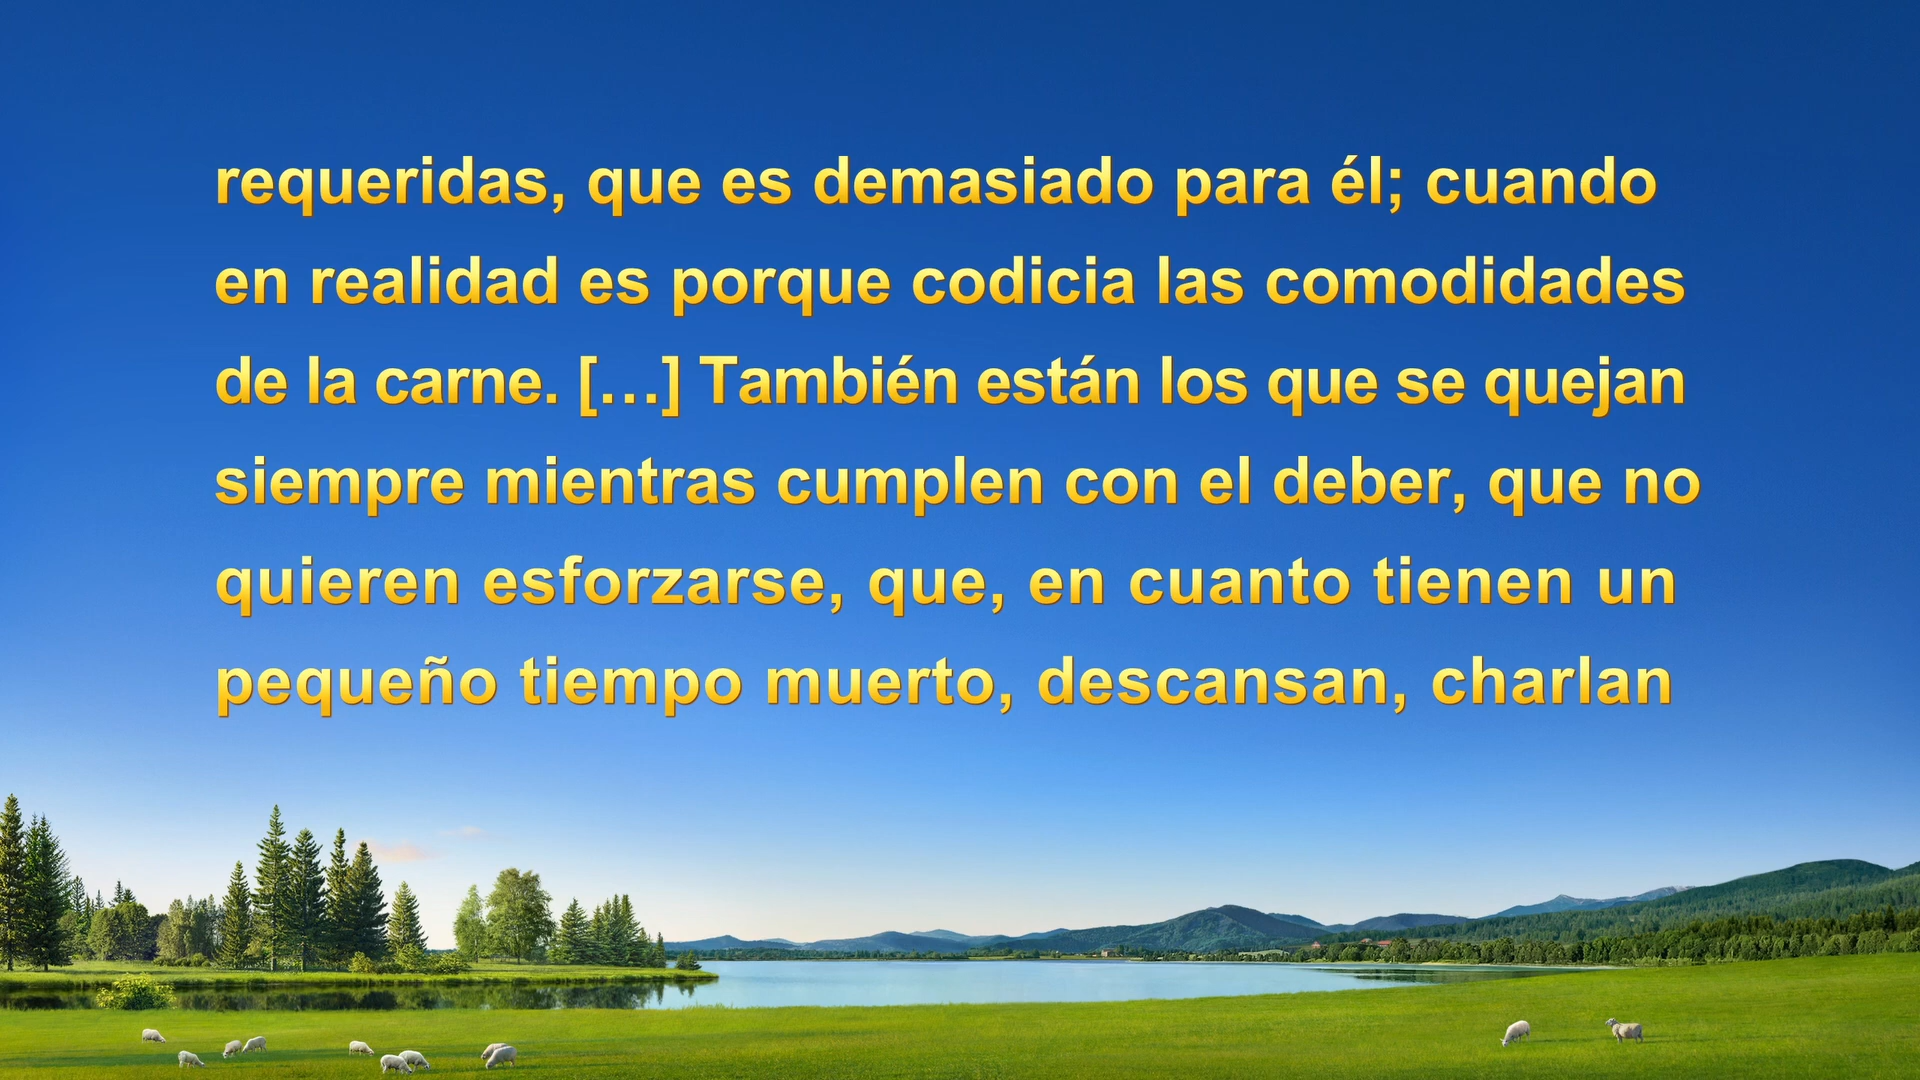 requeridas, que es demasiado para él; cuando
en realidad es porque codicia las comodidades
de la carne. […] También están los que se quejan
siempre mientras cumplen con el deber, que no
quieren esforzarse, que, en cuanto tienen un
pequeño tiempo muerto, descansan, charlan